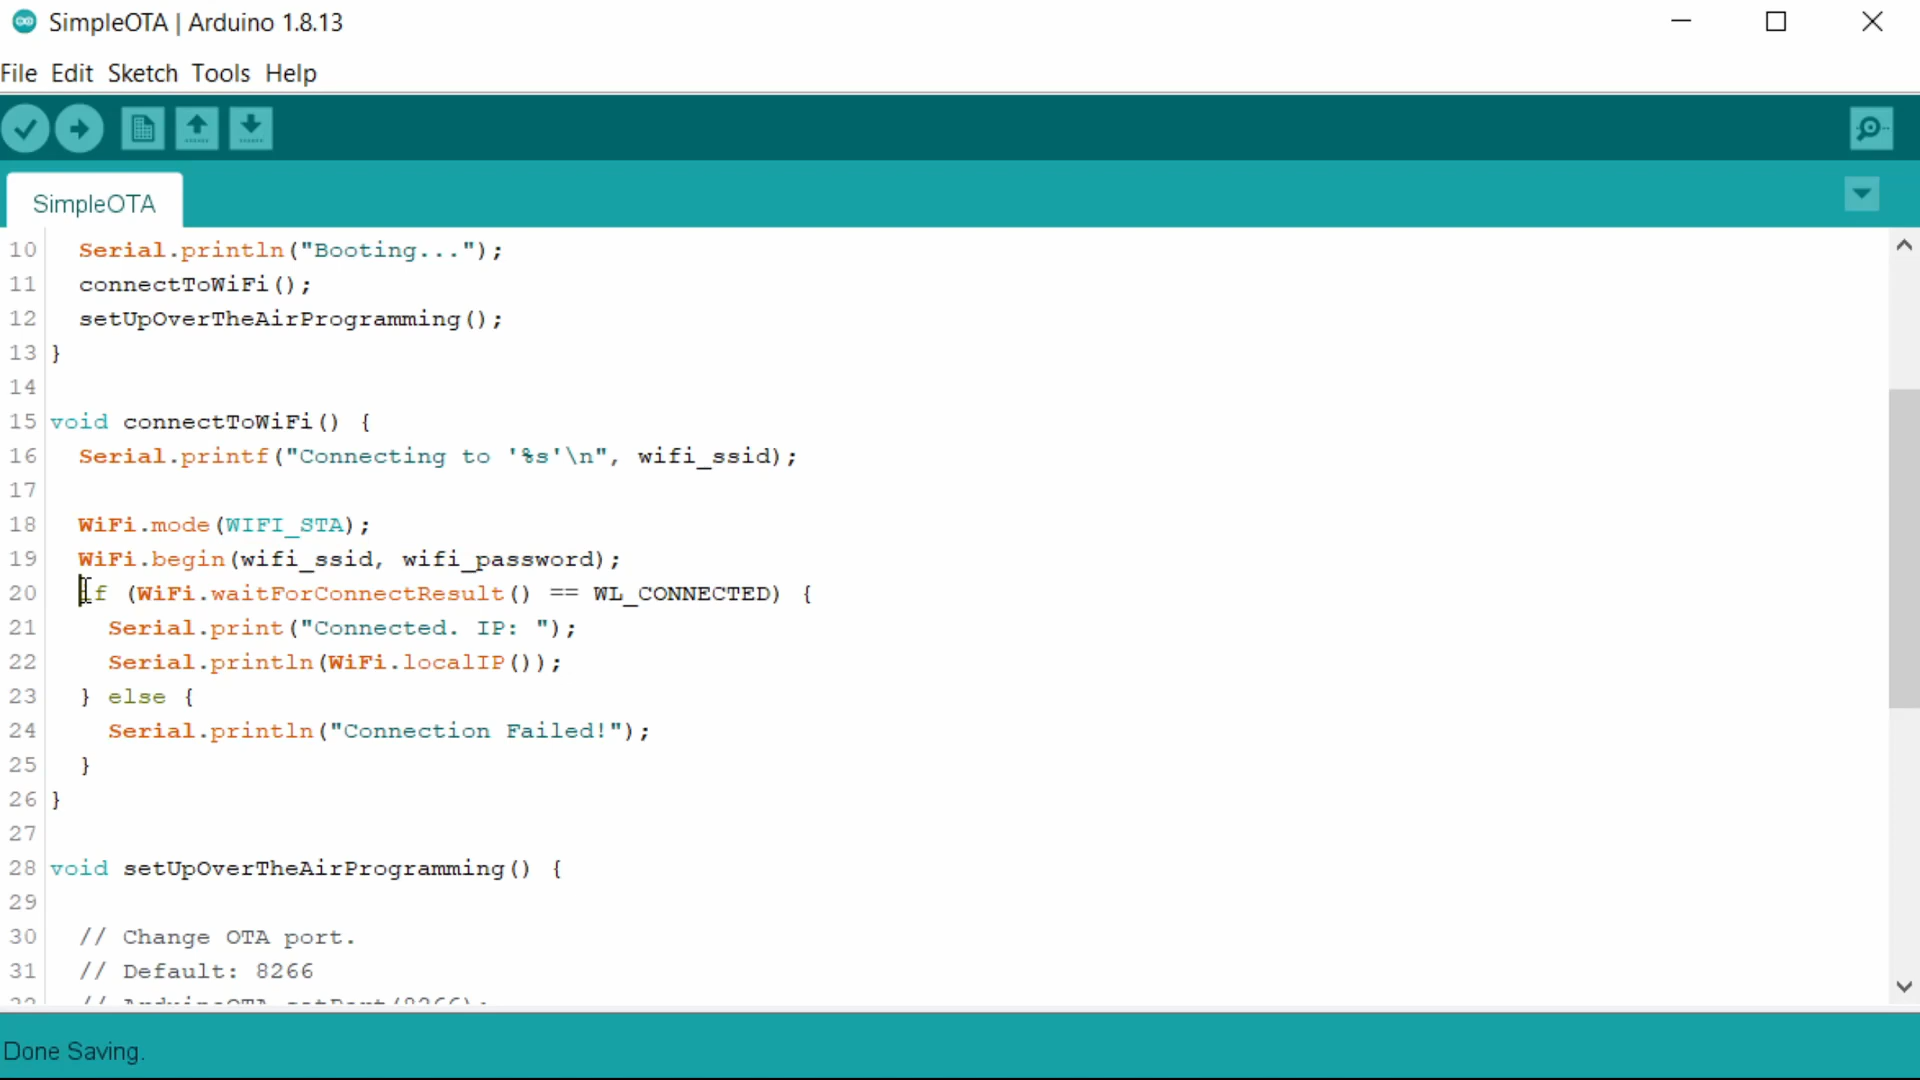 SimpleOTA | Arduino 1.8.13
File Edit Sketch Tools Help
SimpleOTA
10 Serial.println("Booting...");
11 connectToWiFi();
12 setUpOverTheAirProgramming();
13 }
14
15 void connectToWiFi() {
16 Serial.printf("Connecting to '%s'\n", wifi_ssid);
17
18 WiFi.mode(WIFI_STA);
19 WiFi.begin(wifi_ssid, wifi_password);
20 if (WiFi.waitForConnectResult() == WL_CONNECTED) {
21 Serial.print("Connected. IP: ");
22 Serial.println(WiFi.localIP());
23 } else {
24 Serial.println("Connection Failed!");
25 }
26 }
27
28 void setUpOverTheAirProgramming() {
29
30 // Change OTA port.
31 // Default: 8266
32 // ArduinoOTA.setPort(8266);
Done Saving.